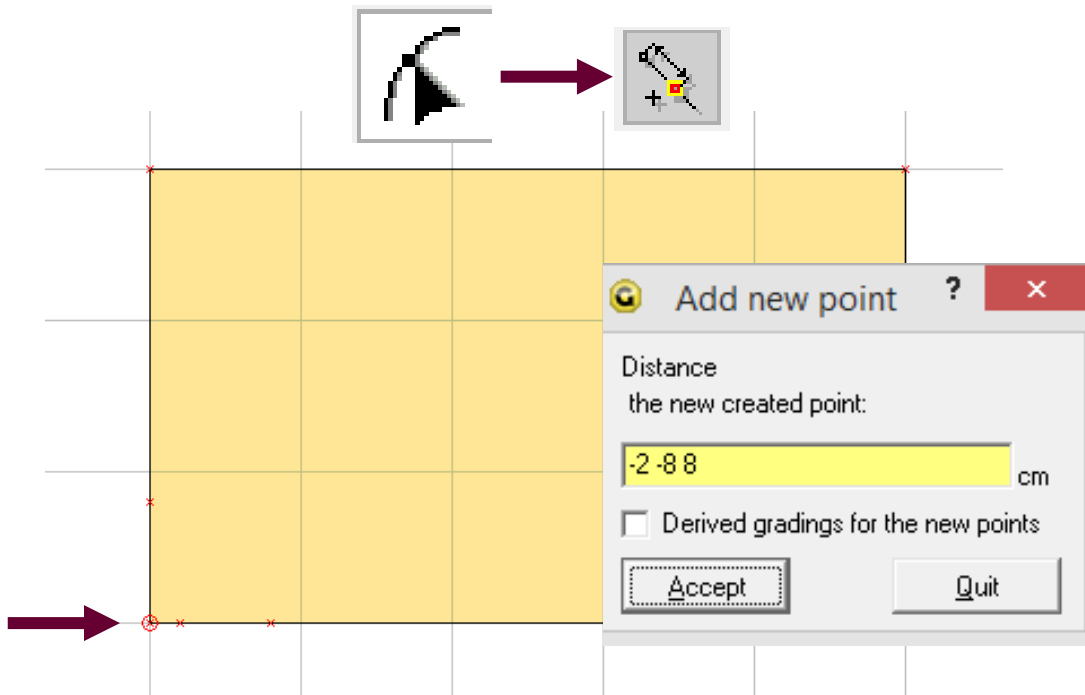 G Add new point ? ×
Distance
the new created point:
-2 -8 8
cm
Derived gradings for the new points
Accept Quit